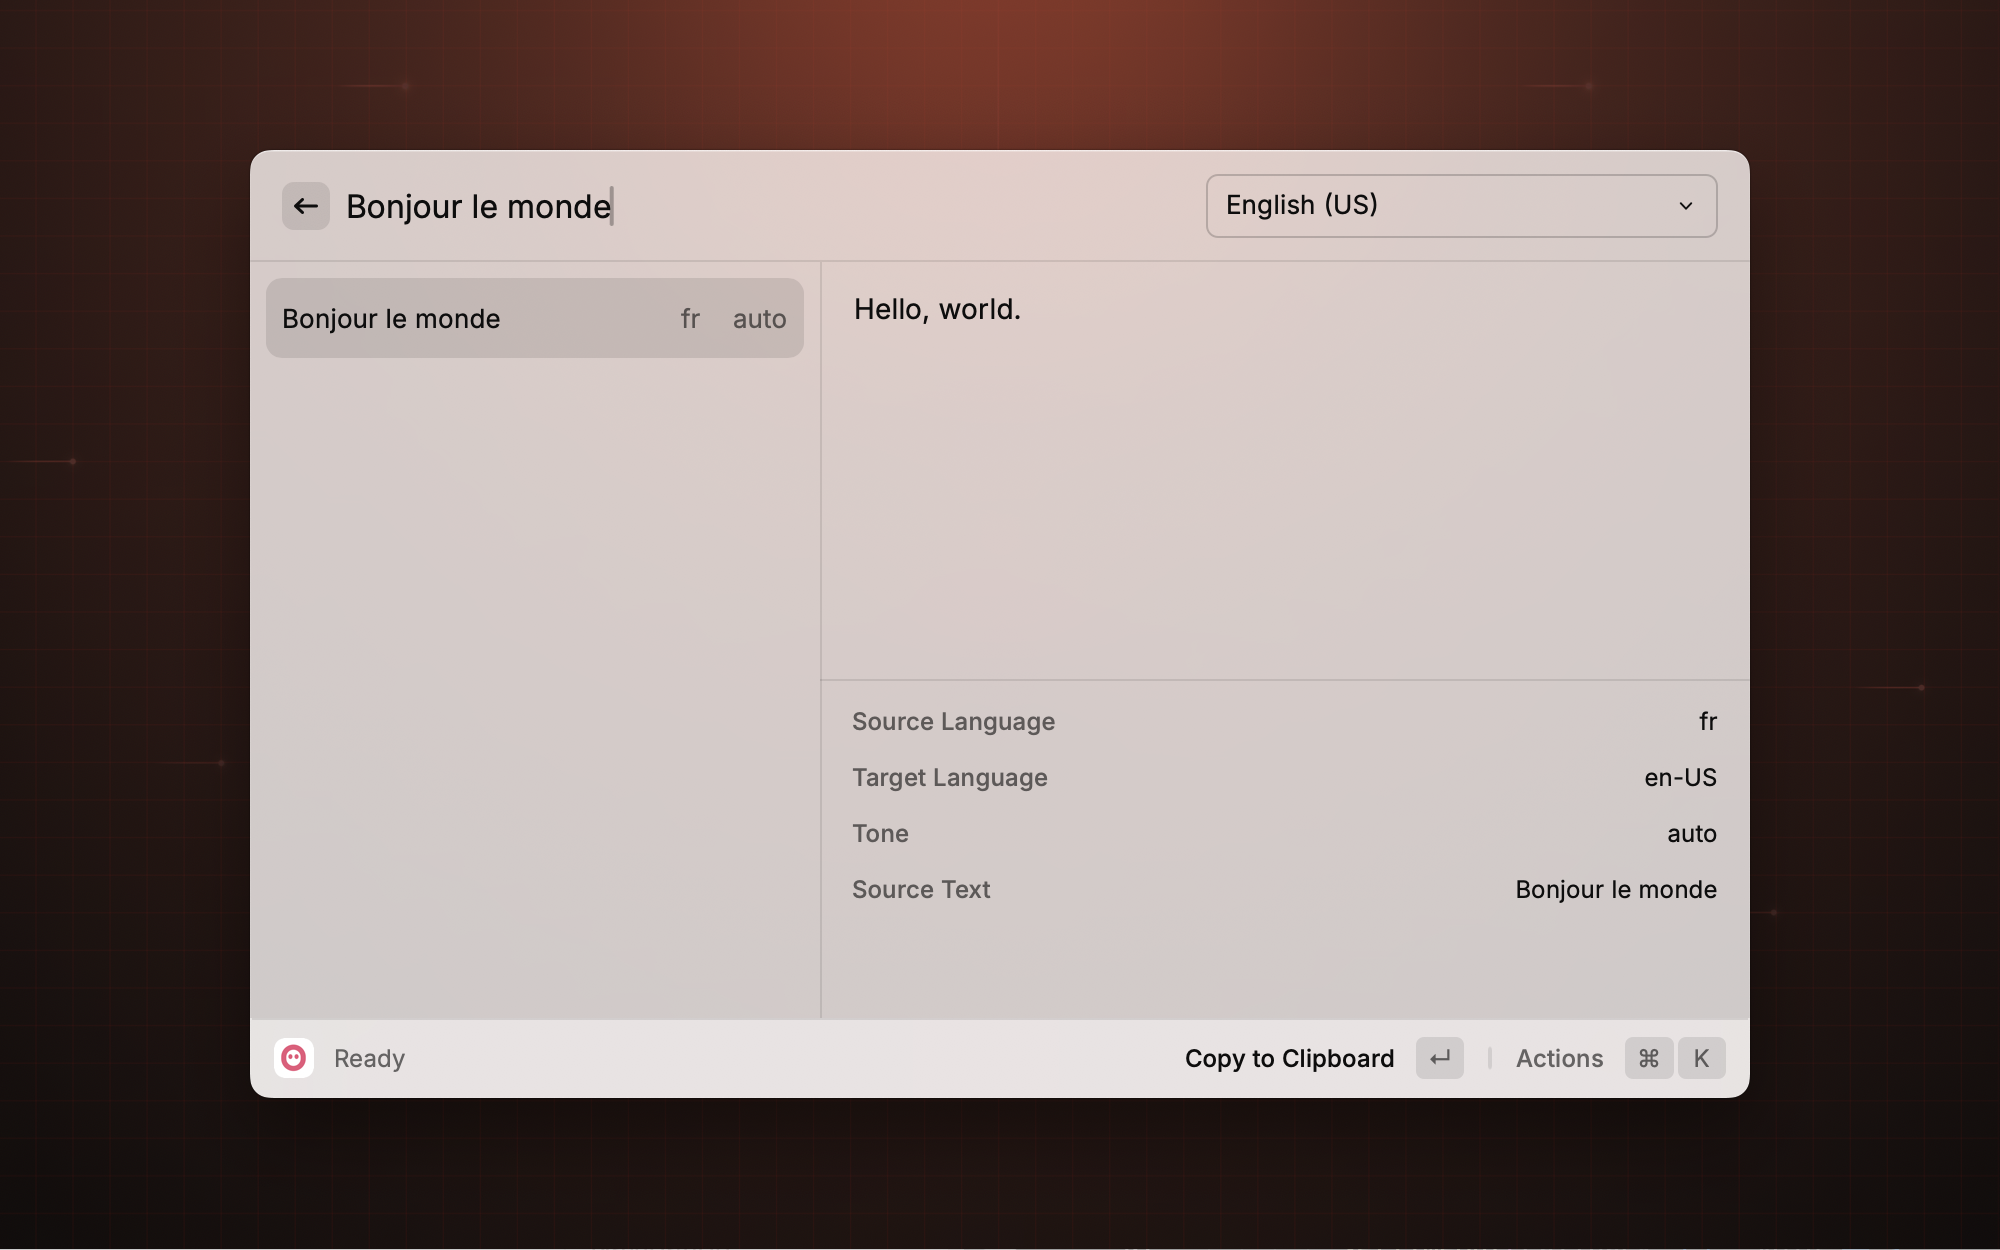 Bonjour le monde
English (US)
Bonjour le monde fr auto
Hello, world.
Source Language fr
Target Language en-US
Tone auto
Source Text Bonjour le monde
Ready
Copy to Clipboard ↵ Actions ⌘ K